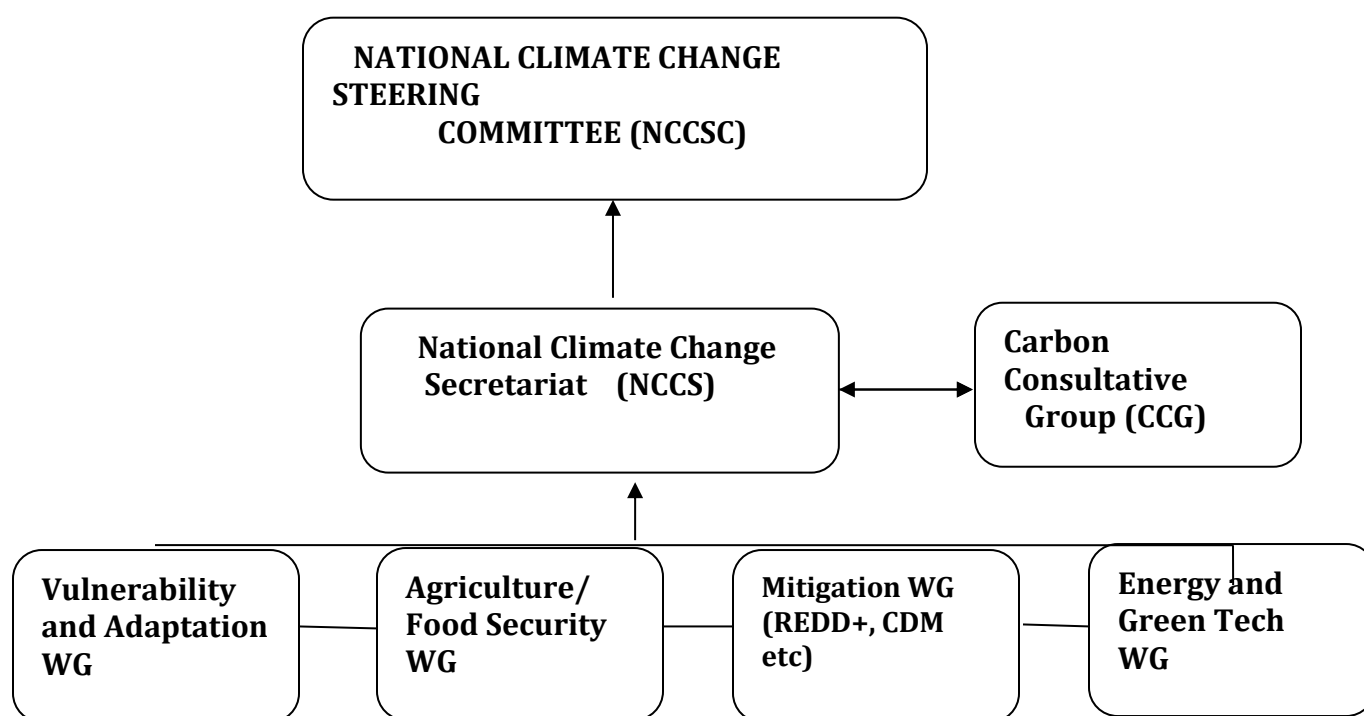 NATIONAL CLIMATE CHANGE
STEERING
COMMITTEE (NCCSC)
National Climate Change
Secretariat (NCCS)
Carbon
Consultative
Group (CCG)
Vulnerability
and Adaptation
WG
Agriculture/
Food Security
WG
Mitigation WG
(REDD+, CDM
etc)
Energy and
Green Tech
WG